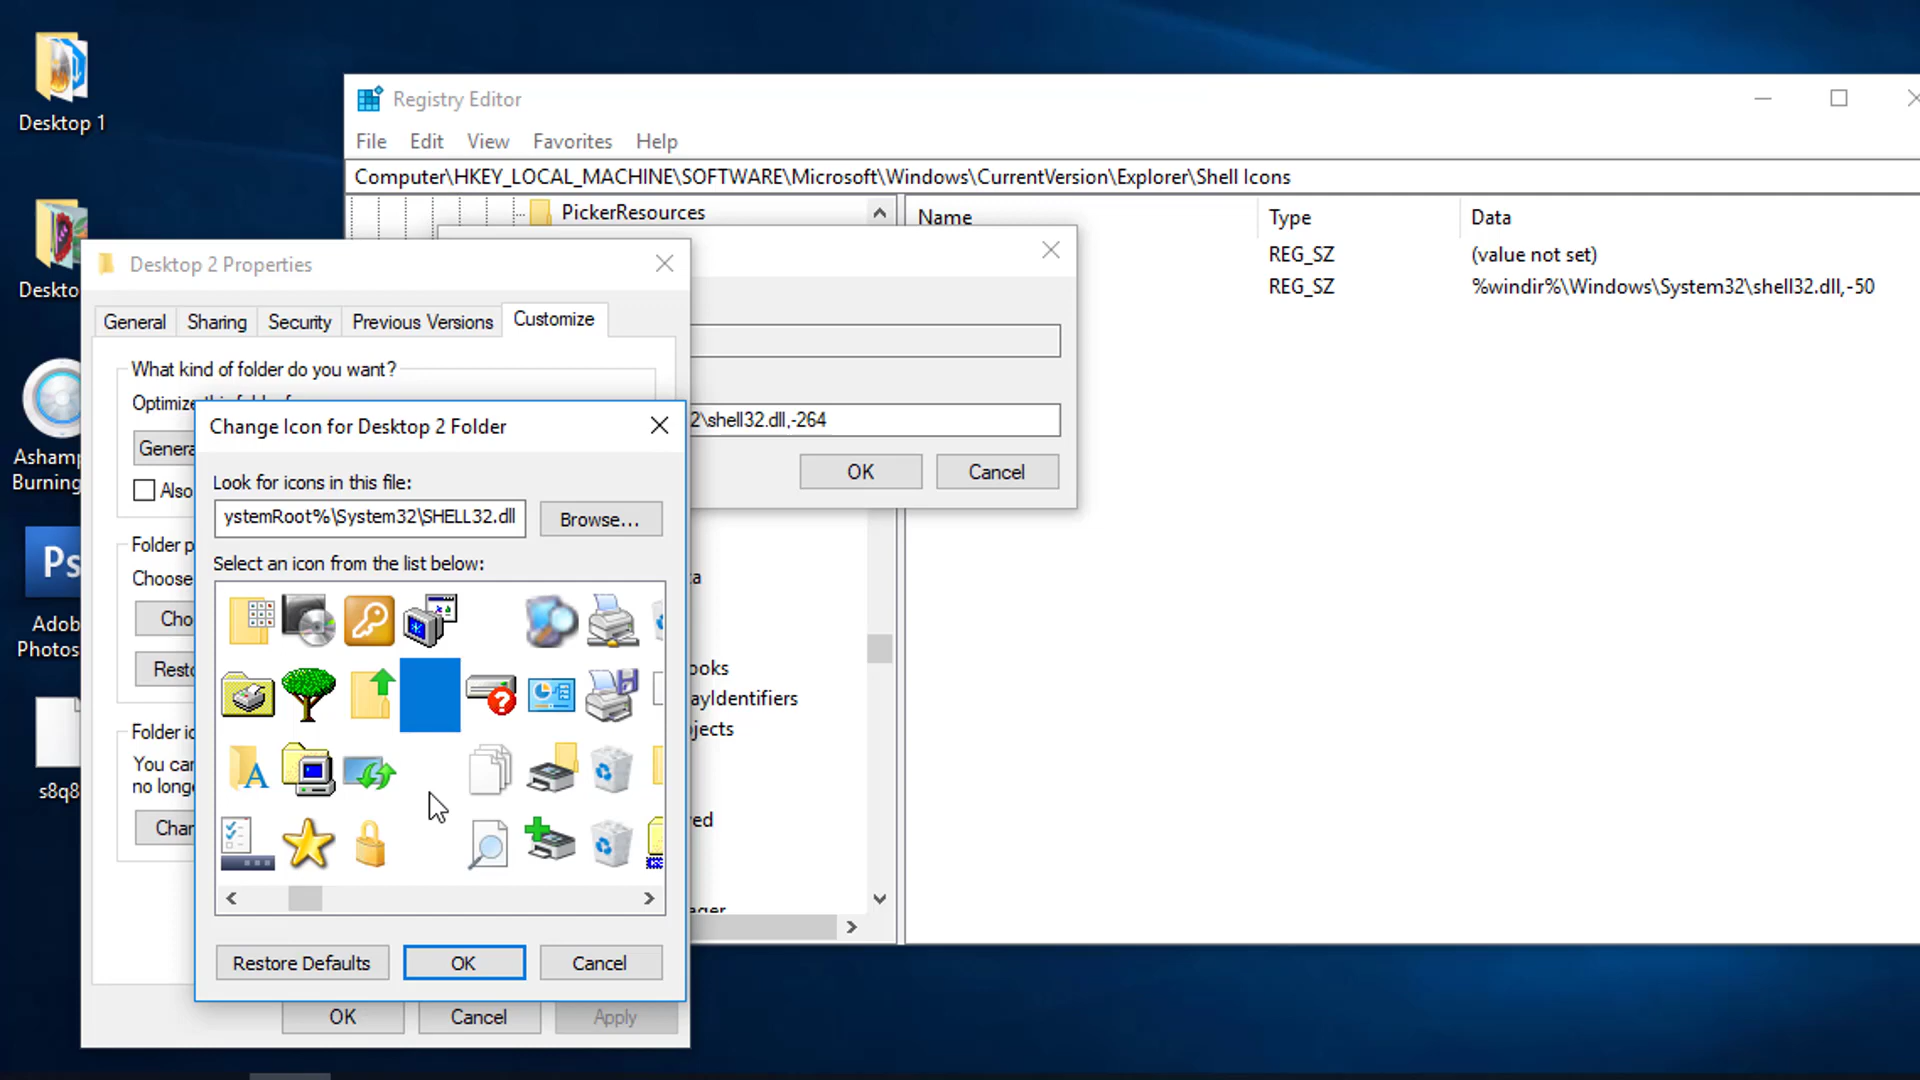 Desktop 1
Deskto
Ashamp
Burning
Ps
Adob
Photos
s8q8
Registry Editor
File Edit View Favorites Help
Computer\HKEY_LOCAL_MACHINE\SOFTWARE\Microsoft\Windows\CurrentVersion\Explorer\Shell Icons
PickerResources
Name Type Data
REG_SZ (value not set)
REG_SZ %windir%\Windows\System32\shell32.dll,-50
2\shell32.dll,-264
OK Cancel
ooks
ayIdentifiers
jects
red
Desktop 2 Properties
General Sharing Security Previous Versions Customize
What kind of folder do you want?
Optimize
Genera
Also
Folder p
Choose
Cho
Resto
Folder ic
You can
no longe
Char
OK Cancel Apply
Change Icon for Desktop 2 Folder
Look for icons in this file:
ystemRoot%\System32\SHELL32.dll
Browse...
Select an icon from the list below:
Restore Defaults OK Cancel